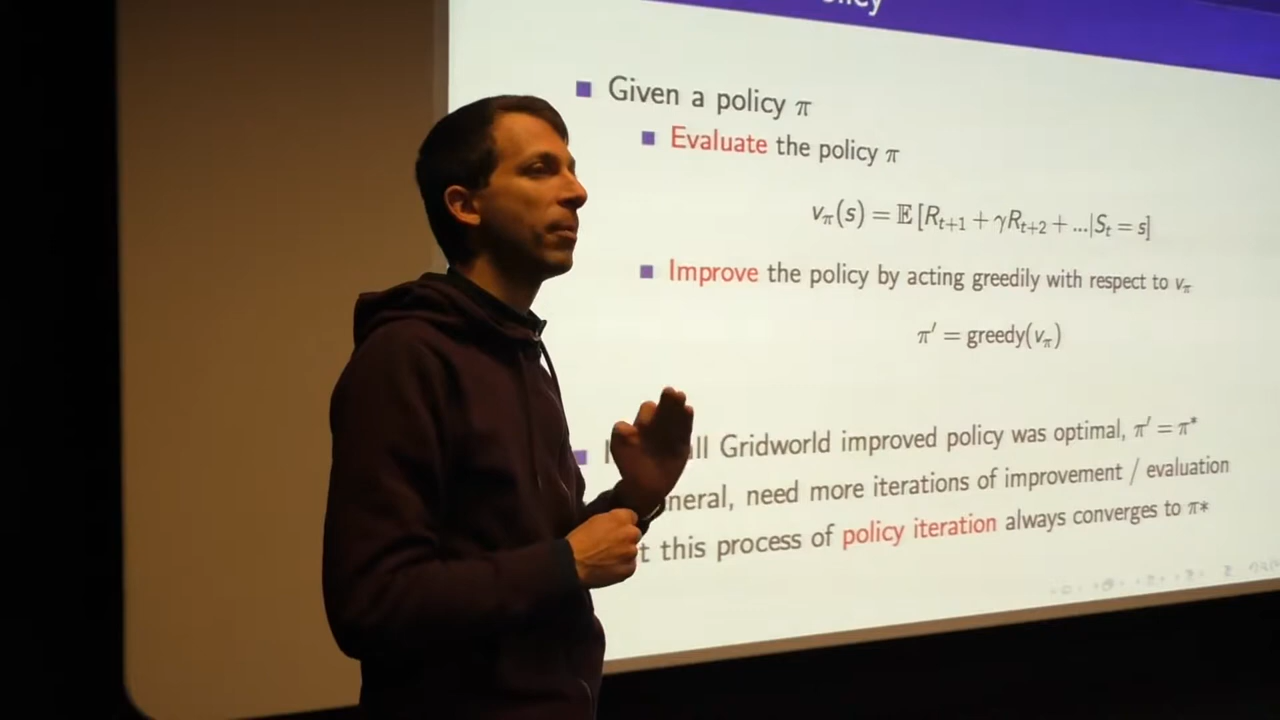 Given a policy π
Evaluate the policy π
vπ(s) = 𝔼 [Rt+1 + γRt+2 + ...|St = s]
Improve the policy by acting greedily with respect to vπ
π′ = greedy(vπ)
Gridworld improved policy was optimal, π′ = π*
need more iterations of improvement / evaluation
this process of policy iteration always converges to π*